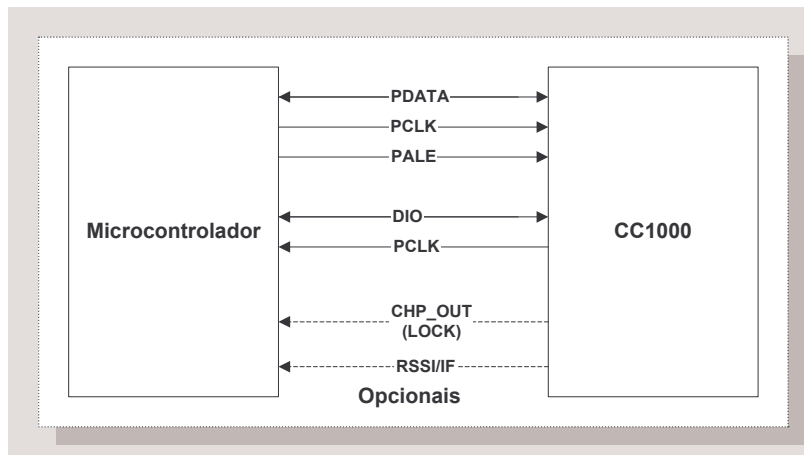 PDATA
PCLK
PALE
Microcontrolador
DIO
CC1000
PCLK
CHP_OUT
(LOCK)
RSSI/IF
Opcionais